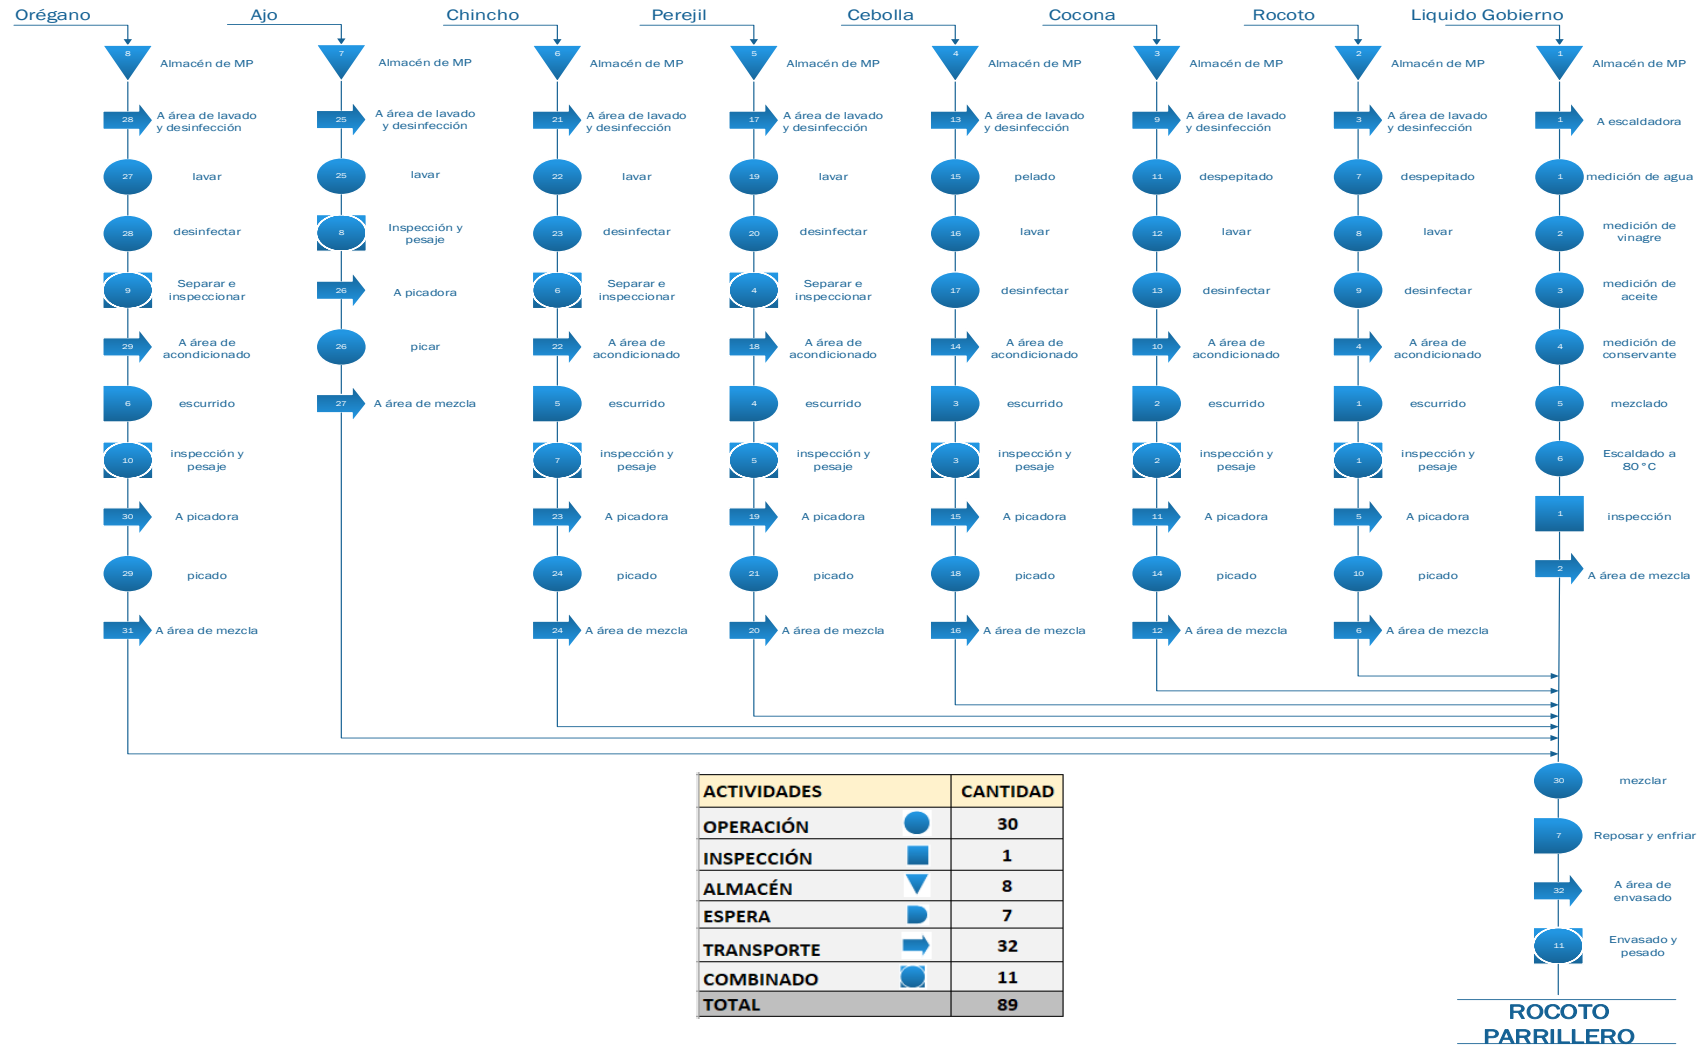 Orégano
Ajo
Chincho
Perejil
Cebolla
Cocona
Rocoto
Liquido Gobierno
8
Almacén de MP
28
A área de lavado
y desinfección
27
lavar
28
desinfectar
9
Separar e
inspeccionar
29
A área de
acondicionado
6
escurrido
10
inspección y
pesaje
30
A picadora
29
picado
31
A área de mezcla
7
Almacén de MP
25
A área de lavado
y desinfección
25
lavar
8
Inspección y
pesaje
26
A picadora
26
picar
27
A área de mezcla
6
Almacén de MP
21
A área de lavado
y desinfección
22
lavar
23
desinfectar
6
Separar e
inspeccionar
22
A área de
acondicionado
5
escurrido
7
inspección y
pesaje
23
A picadora
24
picado
24
A área de mezcla
5
Almacén de MP
17
A área de lavado
y desinfección
19
lavar
20
desinfectar
4
Separar e
inspeccionar
18
A área de
acondicionado
4
escurrido
5
inspección y
pesaje
19
A picadora
21
picado
20
A área de mezcla
4
Almacén de MP
13
A área de lavado
y desinfección
15
pelado
16
lavar
17
desinfectar
14
A área de
acondicionado
3
escurrido
3
inspección y
pesaje
15
A picadora
18
picado
16
A área de mezcla
3
Almacén de MP
9
A área de lavado
y desinfección
11
despepitado
12
lavar
13
desinfectar
10
A área de
acondicionado
2
escurrido
2
inspección y
pesaje
11
A picadora
14
picado
12
A área de mezcla
2
Almacén de MP
3
A área de lavado
y desinfección
7
despepitado
8
lavar
9
desinfectar
4
A área de
acondicionado
1
escurrido
1
inspección y
pesaje
5
A picadora
10
picado
6
A área de mezcla
1
Almacén de MP
1
A escaldadora
1
medición de agua
2
medición de
vinagre
3
medición de
aceite
4
medición de
conservante
5
mezclado
6
Escaldado a
80°C
1
inspección
2
A área de mezcla
30
mezclar
7
Reposar y enfriar
32
A área de
envasado
11
Envasado y
pesado
ROCOTO
PARRILLERO
ACTIVIDADES CANTIDAD
OPERACIÓN 30
INSPECCIÓN 1
ALMACÉN 8
ESPERA 7
TRANSPORTE 32
COMBINADO 11
TOTAL 89